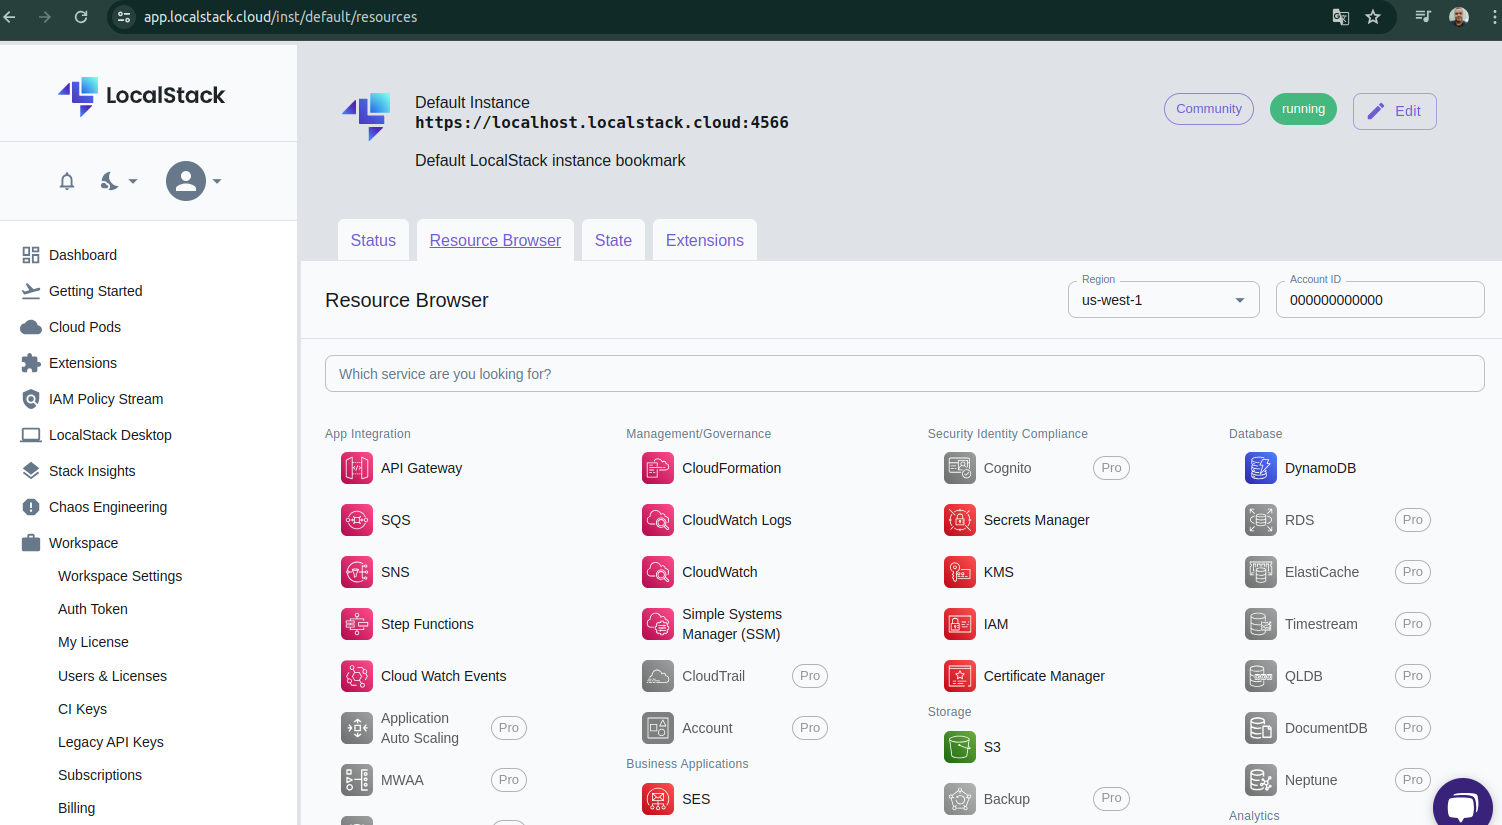 app.localstack.cloud/inst/default/resources
LocalStack
Default Instance
https://localhost.localstack.cloud:4566
Default LocalStack instance bookmark
Community
running
Edit
Dashboard
Getting Started
Cloud Pods
Extensions
IAM Policy Stream
LocalStack Desktop
Stack Insights
Chaos Engineering
Workspace
Workspace Settings
Auth Token
My License
Users & Licenses
CI Keys
Legacy API Keys
Subscriptions
Billing
Status
Resource Browser
State
Extensions
Resource Browser
Region
us-west-1
Account ID
000000000000
Which service are you looking for?
App Integration
API Gateway
SQS
SNS
Step Functions
Cloud Watch Events
Application
Auto Scaling
Pro
MWAA
Pro
Management/Governance
CloudFormation
CloudWatch Logs
CloudWatch
Simple Systems
Manager (SSM)
CloudTrail
Pro
Account
Pro
Business Applications
SES
Security Identity Compliance
Cognito
Pro
Secrets Manager
KMS
IAM
Certificate Manager
Storage
S3
Backup
Pro
Database
DynamoDB
RDS
Pro
ElastiCache
Pro
Timestream
Pro
QLDB
Pro
DocumentDB
Pro
Neptune
Pro
Analytics